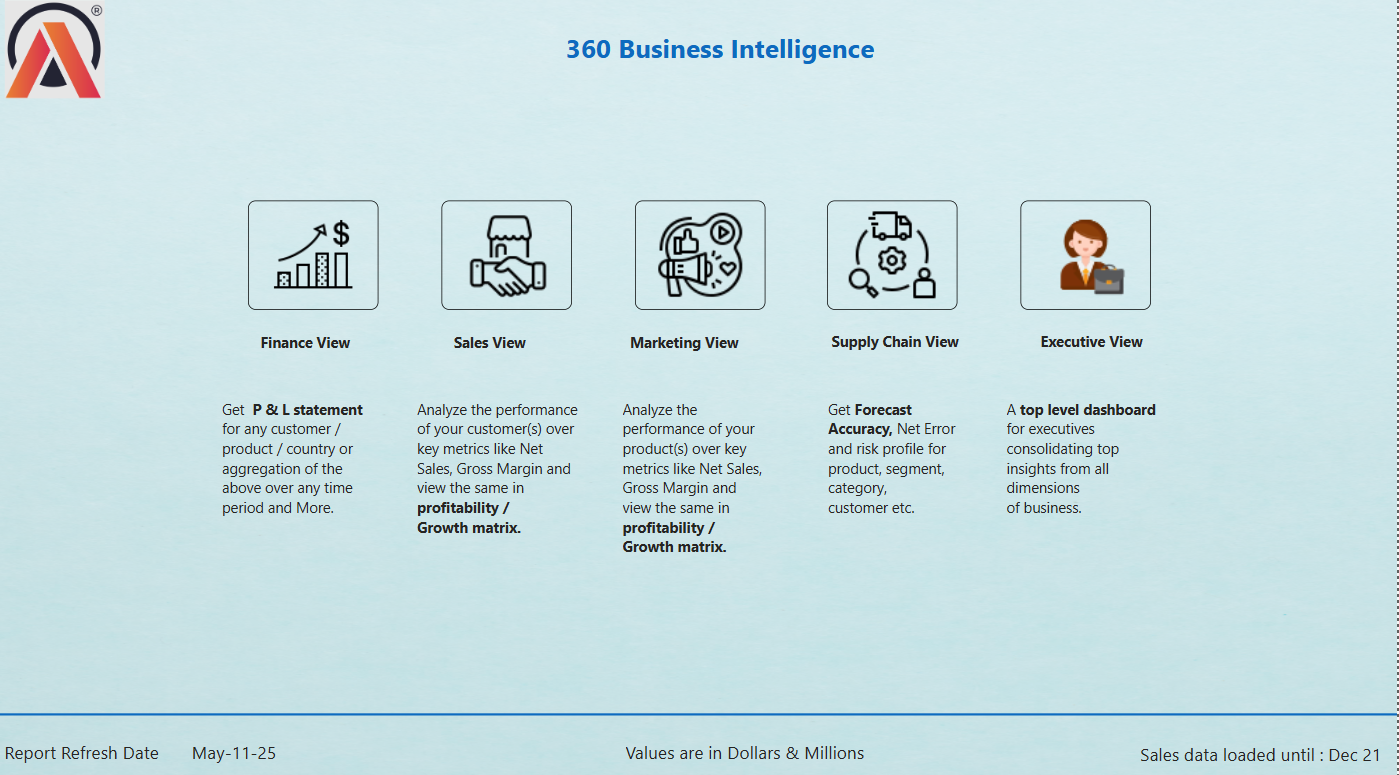 ®
360 Business Intelligence
$
Finance View
Sales View
Marketing View
Supply Chain View
Executive View
Get P & L statement
for any customer /
product / country or
aggregation of the
above over any time
period and More.
Analyze the performance
of your customer(s) over
key metrics like Net
Sales, Gross Margin and
view the same in
profitability /
Growth matrix.
Analyze the
performance of your
product(s) over key
metrics like Net Sales,
Gross Margin and
view the same in
profitability /
Growth matrix.
Get Forecast
Accuracy, Net Error
and risk profile for
product, segment,
category,
customer etc.
A top level dashboard
for executives
consolidating top
insights from all
dimensions
of business.
Report Refresh Date May-11-25
Values are in Dollars & Millions
Sales data loaded until : Dec 21